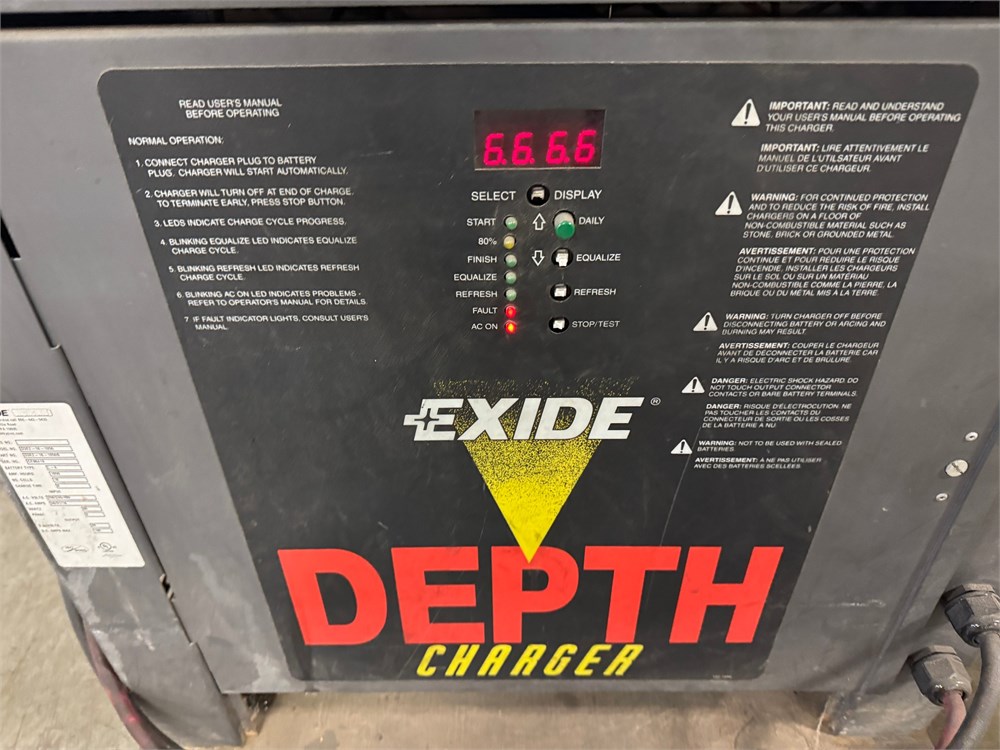 READ USER'S MANUAL
BEFORE OPERATING
NORMAL OPERATION:
1. CONNECT CHARGER PLUG TO BATTERY
PLUG. CHARGER WILL START AUTOMATICALLY.
2. CHARGER WILL TURN OFF AT END OF CHARGE.
TO TERMINATE EARLY, PRESS STOP BUTTON.
3. LEDS INDICATE CHARGE CYCLE PROGRESS.
4. BLINKING EQUALIZE LED INDICATES EQUALIZE
CHARGE CYCLE.
5. BLINKING REFRESH LED INDICATES REFRESH
CHARGE CYCLE.
6. BLINKING AC ON LED INDICATES PROBLEMS -
REFER TO OPERATOR'S MANUAL FOR DETAILS.
7. IF FAULT INDICATOR LIGHTS, CONSULT USER'S
MANUAL.
6.6.6.6
SELECT DISPLAY
START DAILY
80%
FINISH EQUALIZE
EQUALIZE
REFRESH REFRESH
FAULT
AC ON STOP/TEST
IMPORTANT: READ AND UNDERSTAND
YOUR USER'S MANUAL BEFORE OPERATING
THIS CHARGER.
IMPORTANT: LIRE ATTENTIVEMENT LE
MANUEL DE L'UTILISATEUR AVANT
D'UTILISER CE CHARGEUR.
WARNING: FOR CONTINUED PROTECTION
AND TO REDUCE THE RISK OF FIRE, INSTALL
CHARGERS ON A FLOOR OF
NON-COMBUSTIBLE MATERIAL SUCH AS
STONE, BRICK OR GROUNDED METAL.
AVERTISSEMENT: POUR UNE PROTECTION
CONTINUE ET POUR REDUIRE LE RISQUE
D'INCENDIE, INSTALLER LES CHARGEURS
SUR LE SOL OU SUR UN MATÉRIAU
NON-COMBUSTIBLE COMME LA PIERRE, LA
BRIQUE OU DU METAL MIS À LA TERRE.
WARNING: TURN CHARGER OFF BEFORE
DISCONNECTING BATTERY OR ARCING AND
BURNING MAY RESULT.
AVERTISSEMENT: COUPER LE CHARGEUR
AVANT DE DÉCONNECTER LA BATTERIE CAR
IL Y A RISQUE D'ARC ET DE BRÛLURE.
DANGER: ELECTRIC SHOCK HAZARD. DO
NOT TOUCH OUTPUT CONNECTOR
CONTACTS OR BARE BATTERY TERMINALS.
DANGER: RISQUE D'ÉLECTROCUTION. NE
PAS TOUCHER LES CONTACTS DU
CONNECTEUR DE SORTIE OU LES COSSES
DE LA BATTERIE À NU.
WARNING: NOT TO BE USED WITH SEALED
BATTERIES.
AVERTISSEMENT: A NE PAS UTILISER
AVEC DES BATTERIES SCELLÉES.
EXIDE®
DEPTH
CHARGER
BATTERY TYPE